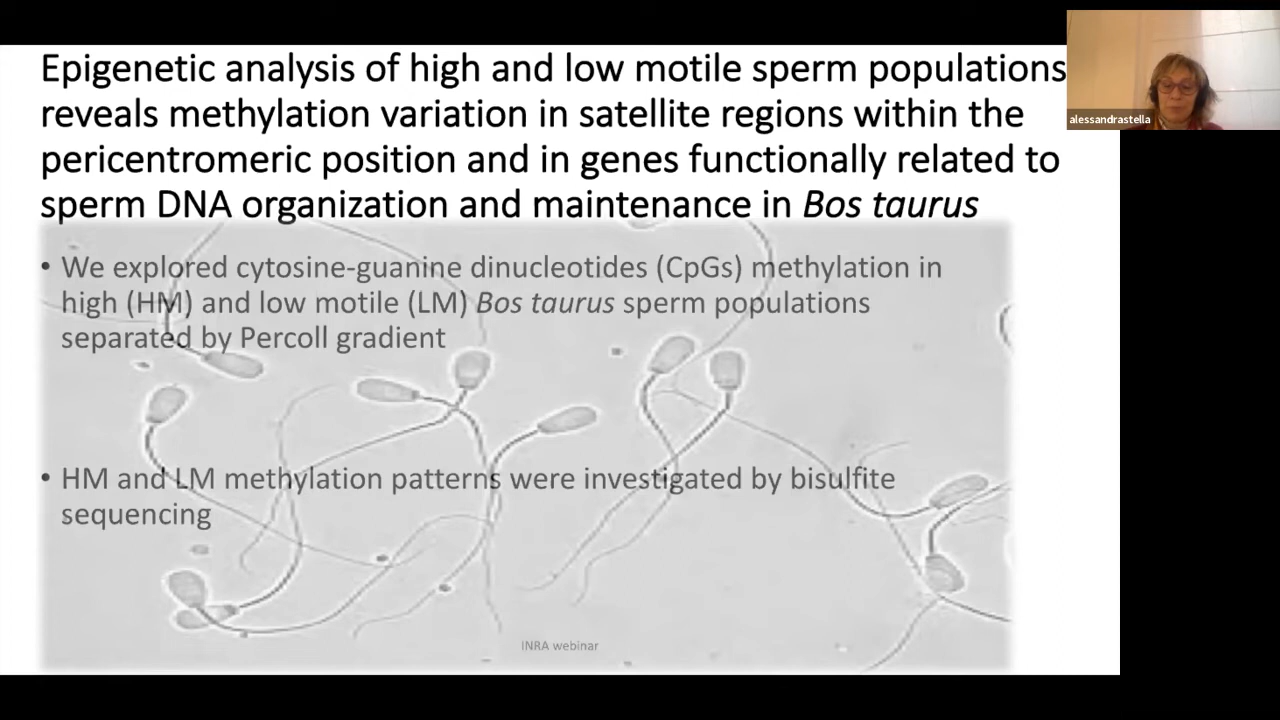 Epigenetic analysis of high and low motile sperm populations
reveals methylation variation in satellite regions within the
pericentromeric position and in genes functionally related to
sperm DNA organization and maintenance in Bos taurus
alessandrastella
• We explored cytosine-guanine dinucleotides (CpGs) methylation in
high (HM) and low motile (LM) Bos taurus sperm populations
separated by Percoll gradient
• HM and LM methylation patterns were investigated by bisulfite
sequencing
INRA webinar